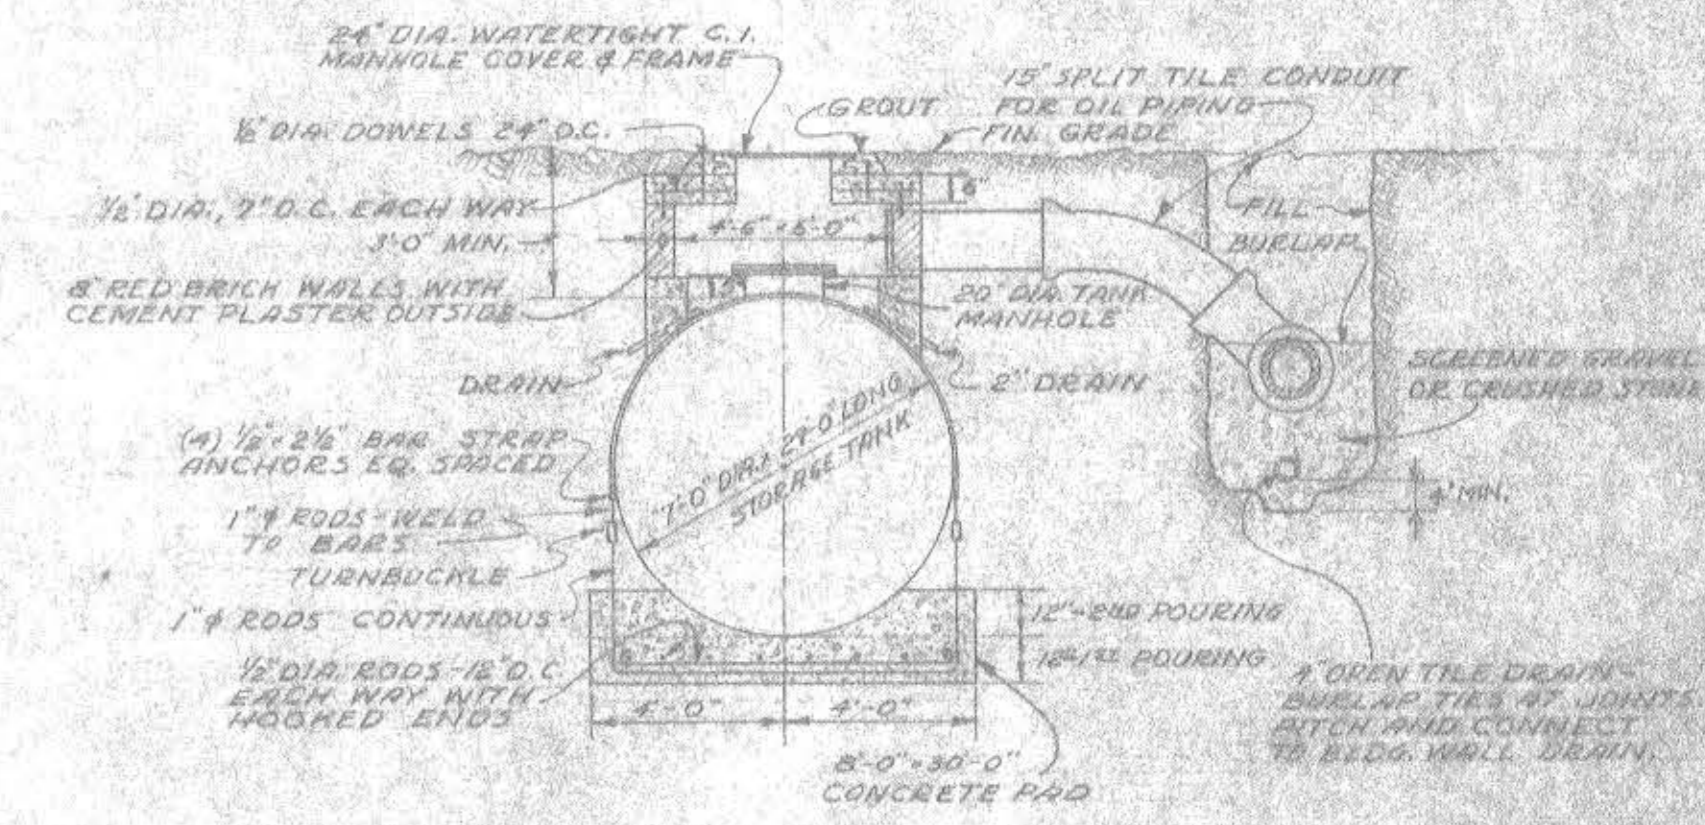 24" DIA. WATERTIGHT C.I.
MANHOLE COVER & FRAME
15" SPLIT TILE CONDUIT
FOR OIL PIPING
GROUT
FIN. GRADE
½" DIA. DOWELS 24" O.C.
6"
½" DIA., 7" O.C. EACH WAY
FILL
3'-0" MIN.
BURLAP
8" RED BRICK WALLS WITH
CEMENT PLASTER OUTSIDE
20" DIA. TANK
MANHOLE
DRAIN
2" DRAIN
SCREENED GRAVEL
OR CRUSHED STONE
(4) ½" × 2½" BAR STRAP
ANCHORS EQ. SPACED
7'-0" DIA. X LONG
STORAGE TANK
4" MIN.
1" ϕ RODS - WELD
TO BARS
TURNBUCKLE
1" ϕ RODS CONTINUOUS
12" - 2ND POURING
1ST POURING
½" DIA. RODS - 12" O.C.
EACH WAY WITH
HOOKED ENDS
4'-0" 4'-0"
4" OPEN TILE DRAIN -
BURLAP TIES AT JOINTS
PITCH AND CONNECT
TO BLDG. WALL DRAIN.
8'-0" × 30'-0"
CONCRETE PAD